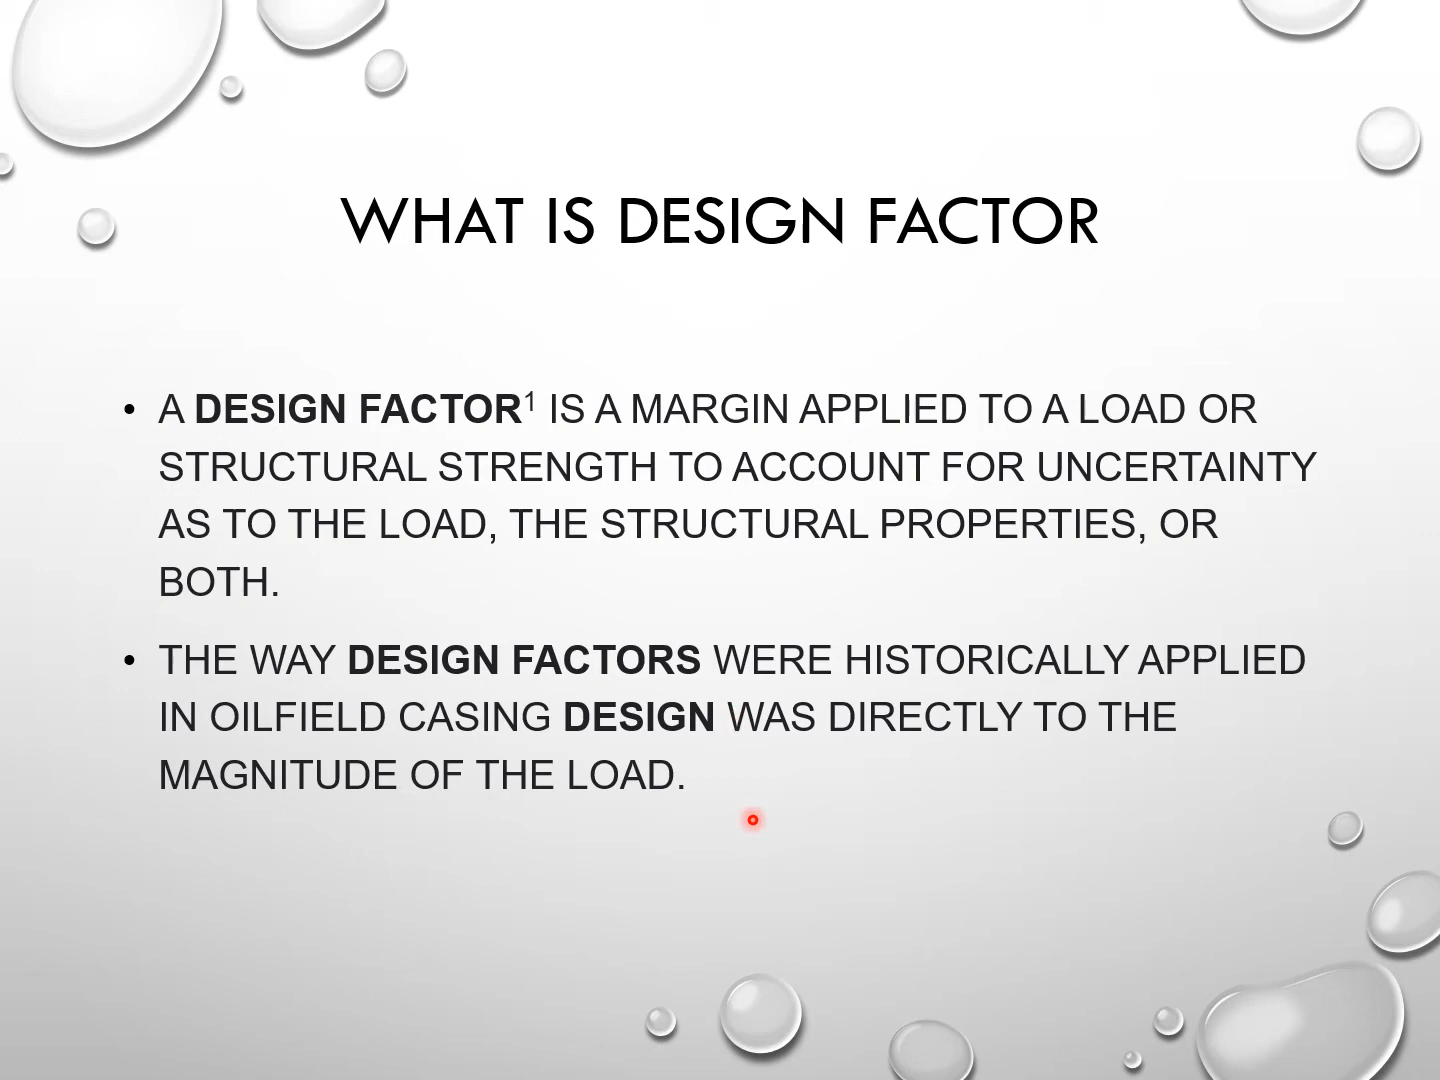 WHAT IS DESIGN FACTOR
• A DESIGN FACTOR¹ IS A MARGIN APPLIED TO A LOAD OR
STRUCTURAL STRENGTH TO ACCOUNT FOR UNCERTAINTY
AS TO THE LOAD, THE STRUCTURAL PROPERTIES, OR
BOTH.
• THE WAY DESIGN FACTORS WERE HISTORICALLY APPLIED
IN OILFIELD CASING DESIGN WAS DIRECTLY TO THE
MAGNITUDE OF THE LOAD.